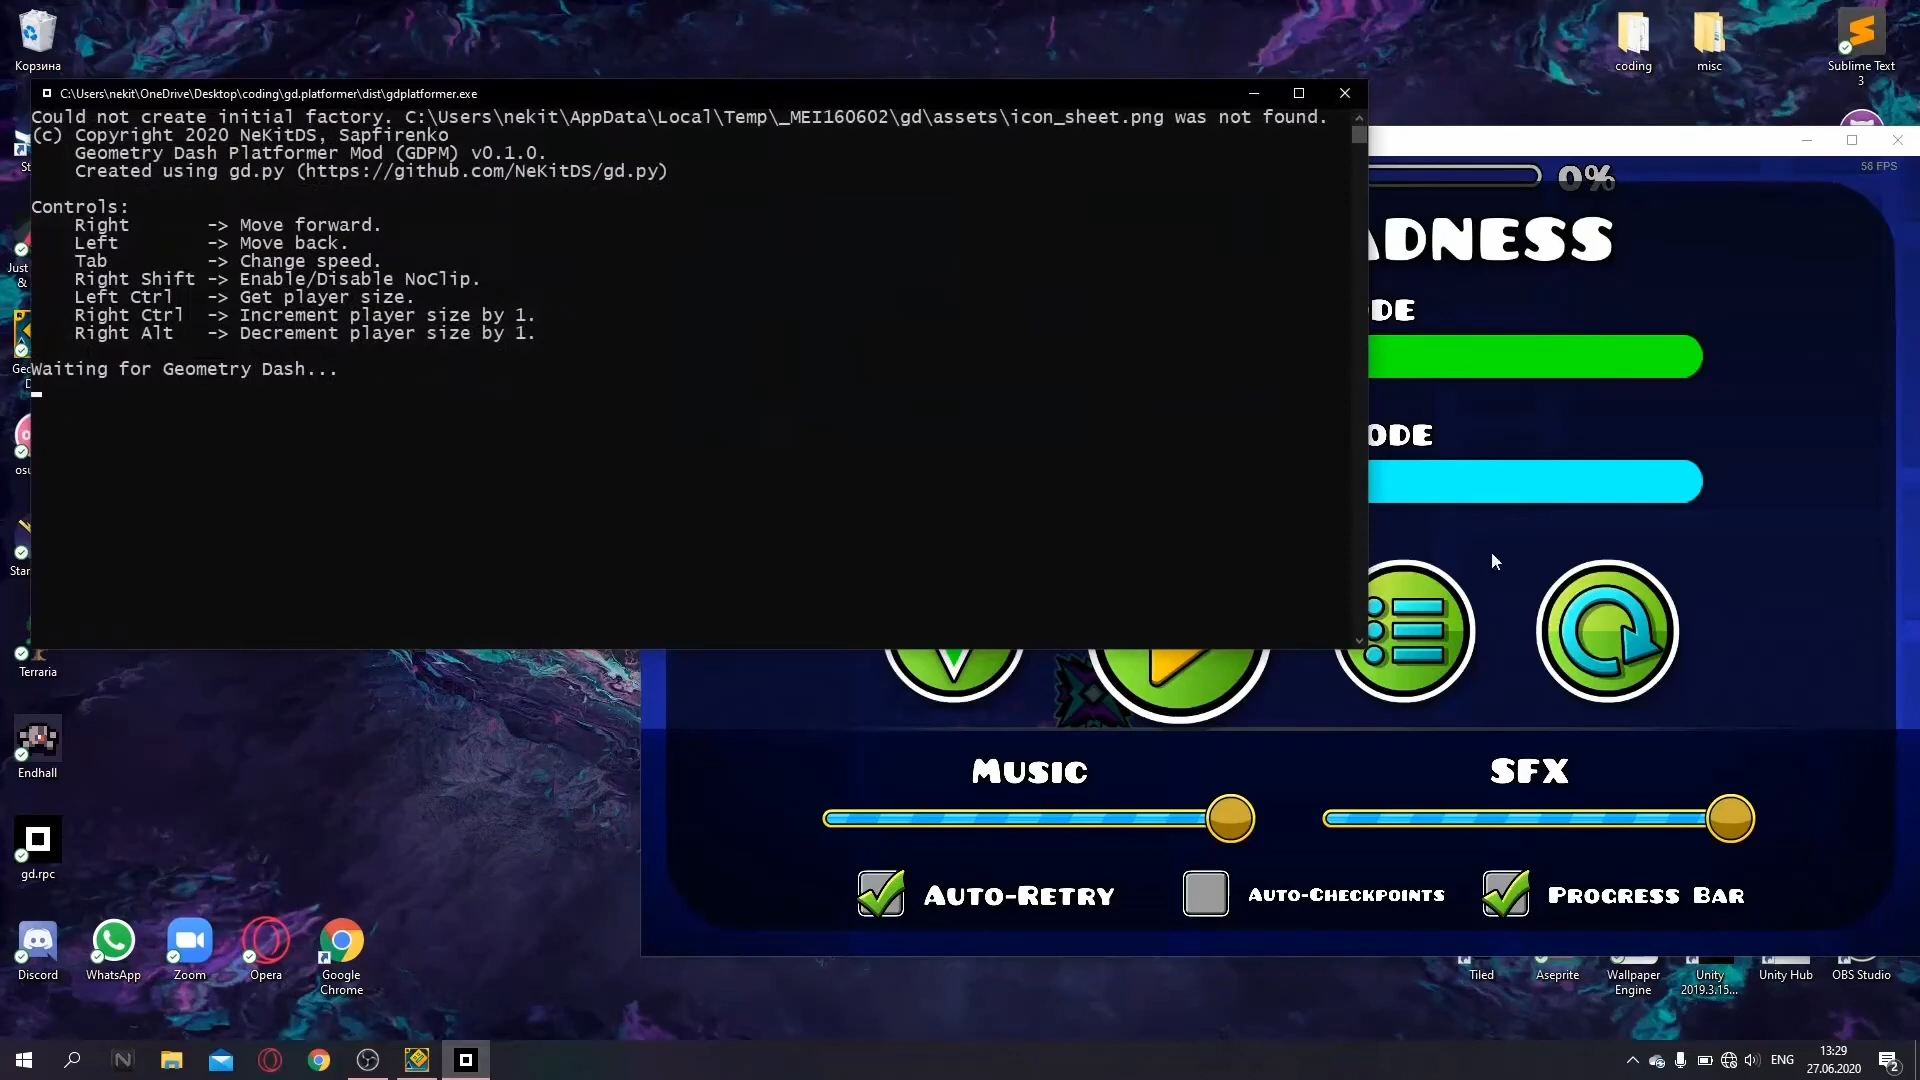 Корзина
coding
misc
Sublime Text
3
C:\Users\nekit\OneDrive\Desktop\coding\gd.platformer\dist\gdplatformer.exe
Could not create initial factory. C:\Users\nekit\AppData\Local\Temp\_MEI160602\gd\assets\icon_sheet.png was not found.
(c) Copyright 2020 NeKitDS, Sapfirenko
Geometry Dash Platformer Mod (GDPM) v0.1.0.
Created using gd.py (https://github.com/NeKitDS/gd.py)
Controls:
Right -> Move forward.
Left -> Move back.
Tab -> Change speed.
Right Shift -> Enable/Disable NoClip.
Left Ctrl -> Get player size.
Right Ctrl -> Increment player size by 1.
Right Alt -> Decrement player size by 1.
Waiting for Geometry Dash...
56 FPS
0%
ADNESS
ODE
ODE
Just
&
osu
Terraria
Endhall
gd.rpc
Discord
WhatsApp
Zoom
Opera
Google
Chrome
Music
SFX
Auto-Retry
Auto-Checkpoints
Progress Bar
Tiled
Aseprite
Wallpaper
Engine
Unity
2019.3.15...
Unity Hub
OBS Studio
ENG
13:29
27.06.2020
2